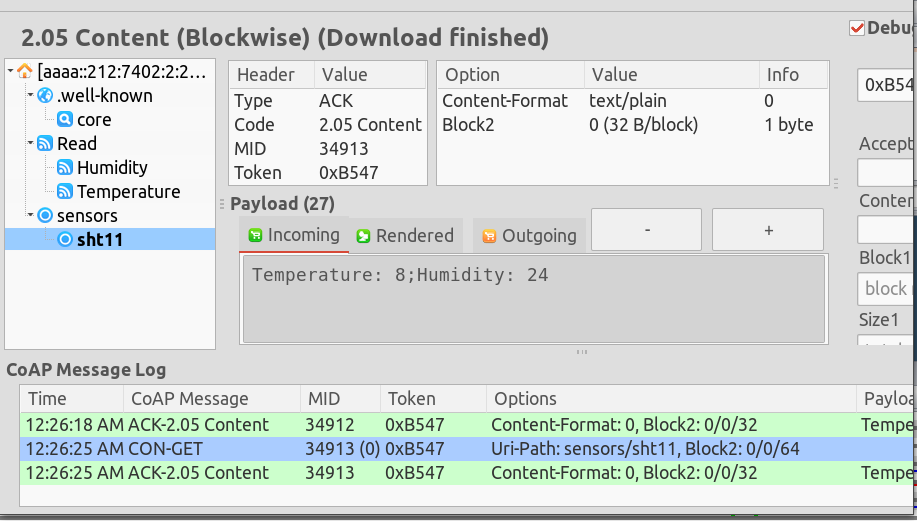 2.05 Content (Blockwise) (Download finished)
[aaaa::212:7402:2:2...
.well-known
core
Read
Humidity
Temperature
sensors
sht11
Header Value
Type ACK
Code 2.05 Content
MID 34913
Token 0xB547
Option Value Info
Content-Format text/plain 0
Block2 0 (32 B/block) 1 byte
Payload (27)
Incoming Rendered Outgoing - +
Temperature: 8;Humidity: 24
Debug
0xB54
Accept
Conten
Block1
block
Size1
CoAP Message Log
Time CoAP Message MID Token Options Payloa
12:26:18 AM ACK-2.05 Content 34912 0xB547 Content-Format: 0, Block2: 0/0/32 Tempe
12:26:25 AM CON-GET 34913 (0) 0xB547 Uri-Path: sensors/sht11, Block2: 0/0/64
12:26:25 AM ACK-2.05 Content 34913 0xB547 Content-Format: 0, Block2: 0/0/32 Tempe